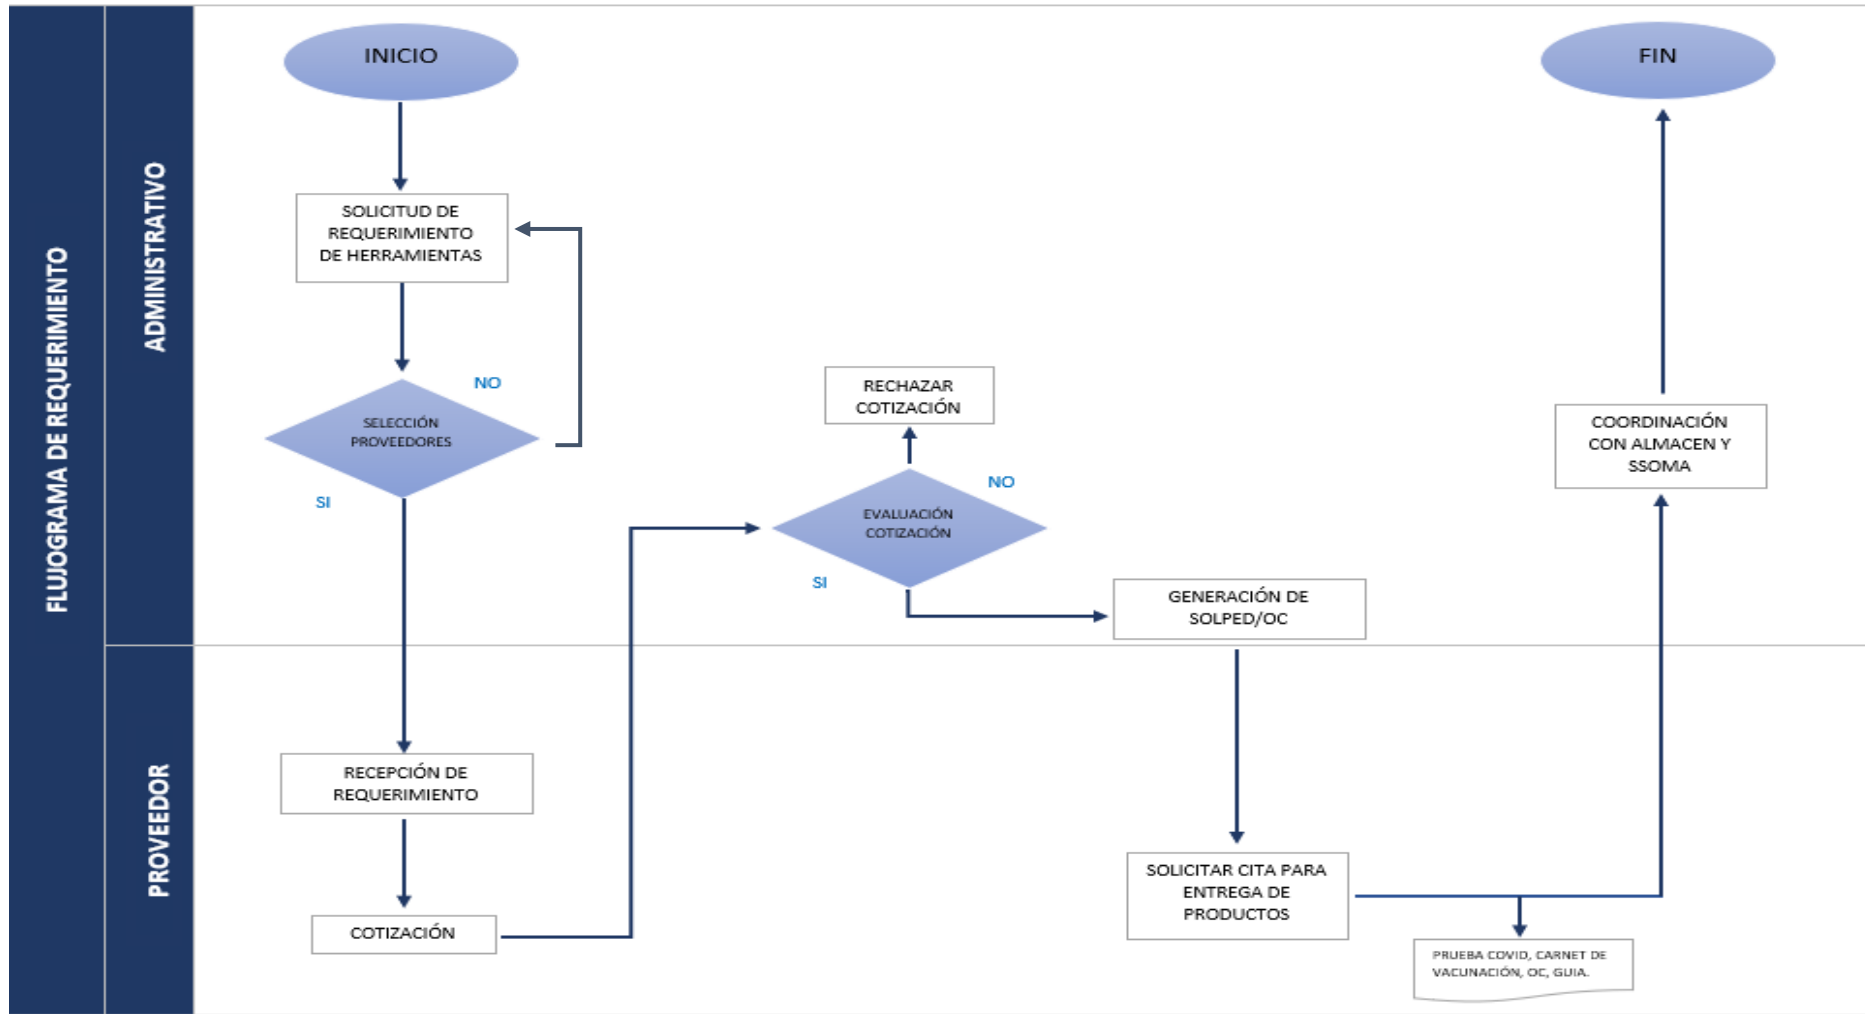 FLUJOGRAMA DE REQUERIMIENTO
ADMINISTRATIVO
INICIO
SOLICITUD DE
REQUERIMIENTO
DE HERRAMIENTAS
NO
SELECCIÓN
PROVEEDORES
SI
RECHAZAR
COTIZACIÓN
NO
EVALUACIÓN
COTIZACIÓN
SI
GENERACIÓN DE
SOLPED/OC
FIN
COORDINACIÓN
CON ALMACEN Y
SSOMA
PROVEEDOR
RECEPCIÓN DE
REQUERIMIENTO
COTIZACIÓN
SOLICITAR CITA PARA
ENTREGA DE
PRODUCTOS
PRUEBA COVID, CARNET DE
VACUNACIÓN, OC, GUIA.